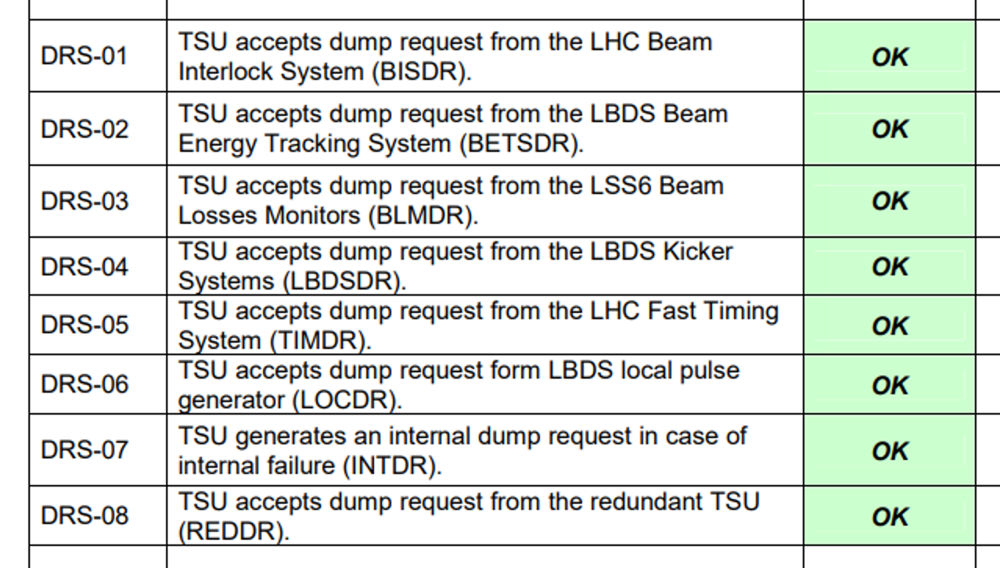 DRS-01
TSU accepts dump request from the LHC Beam
Interlock System (BISDR).
OK
DRS-02
TSU accepts dump request from the LBDS Beam
Energy Tracking System (BETSDR).
OK
DRS-03
TSU accepts dump request from the LSS6 Beam
Losses Monitors (BLMDR).
OK
DRS-04
TSU accepts dump request from the LBDS Kicker
Systems (LBDSDR).
OK
DRS-05
TSU accepts dump request from the LHC Fast Timing
System (TIMDR).
OK
DRS-06
TSU accepts dump request form LBDS local pulse
generator (LOCDR).
OK
DRS-07
TSU generates an internal dump request in case of
internal failure (INTDR).
OK
DRS-08
TSU accepts dump request from the redundant TSU
(REDDR).
OK